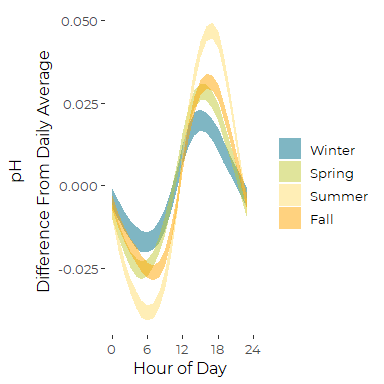 pH
Difference From Daily Average
0.050
0.025
0.000
-0.025
0
6
12
18
24
Hour of Day
Winter
Spring
Summer
Fall